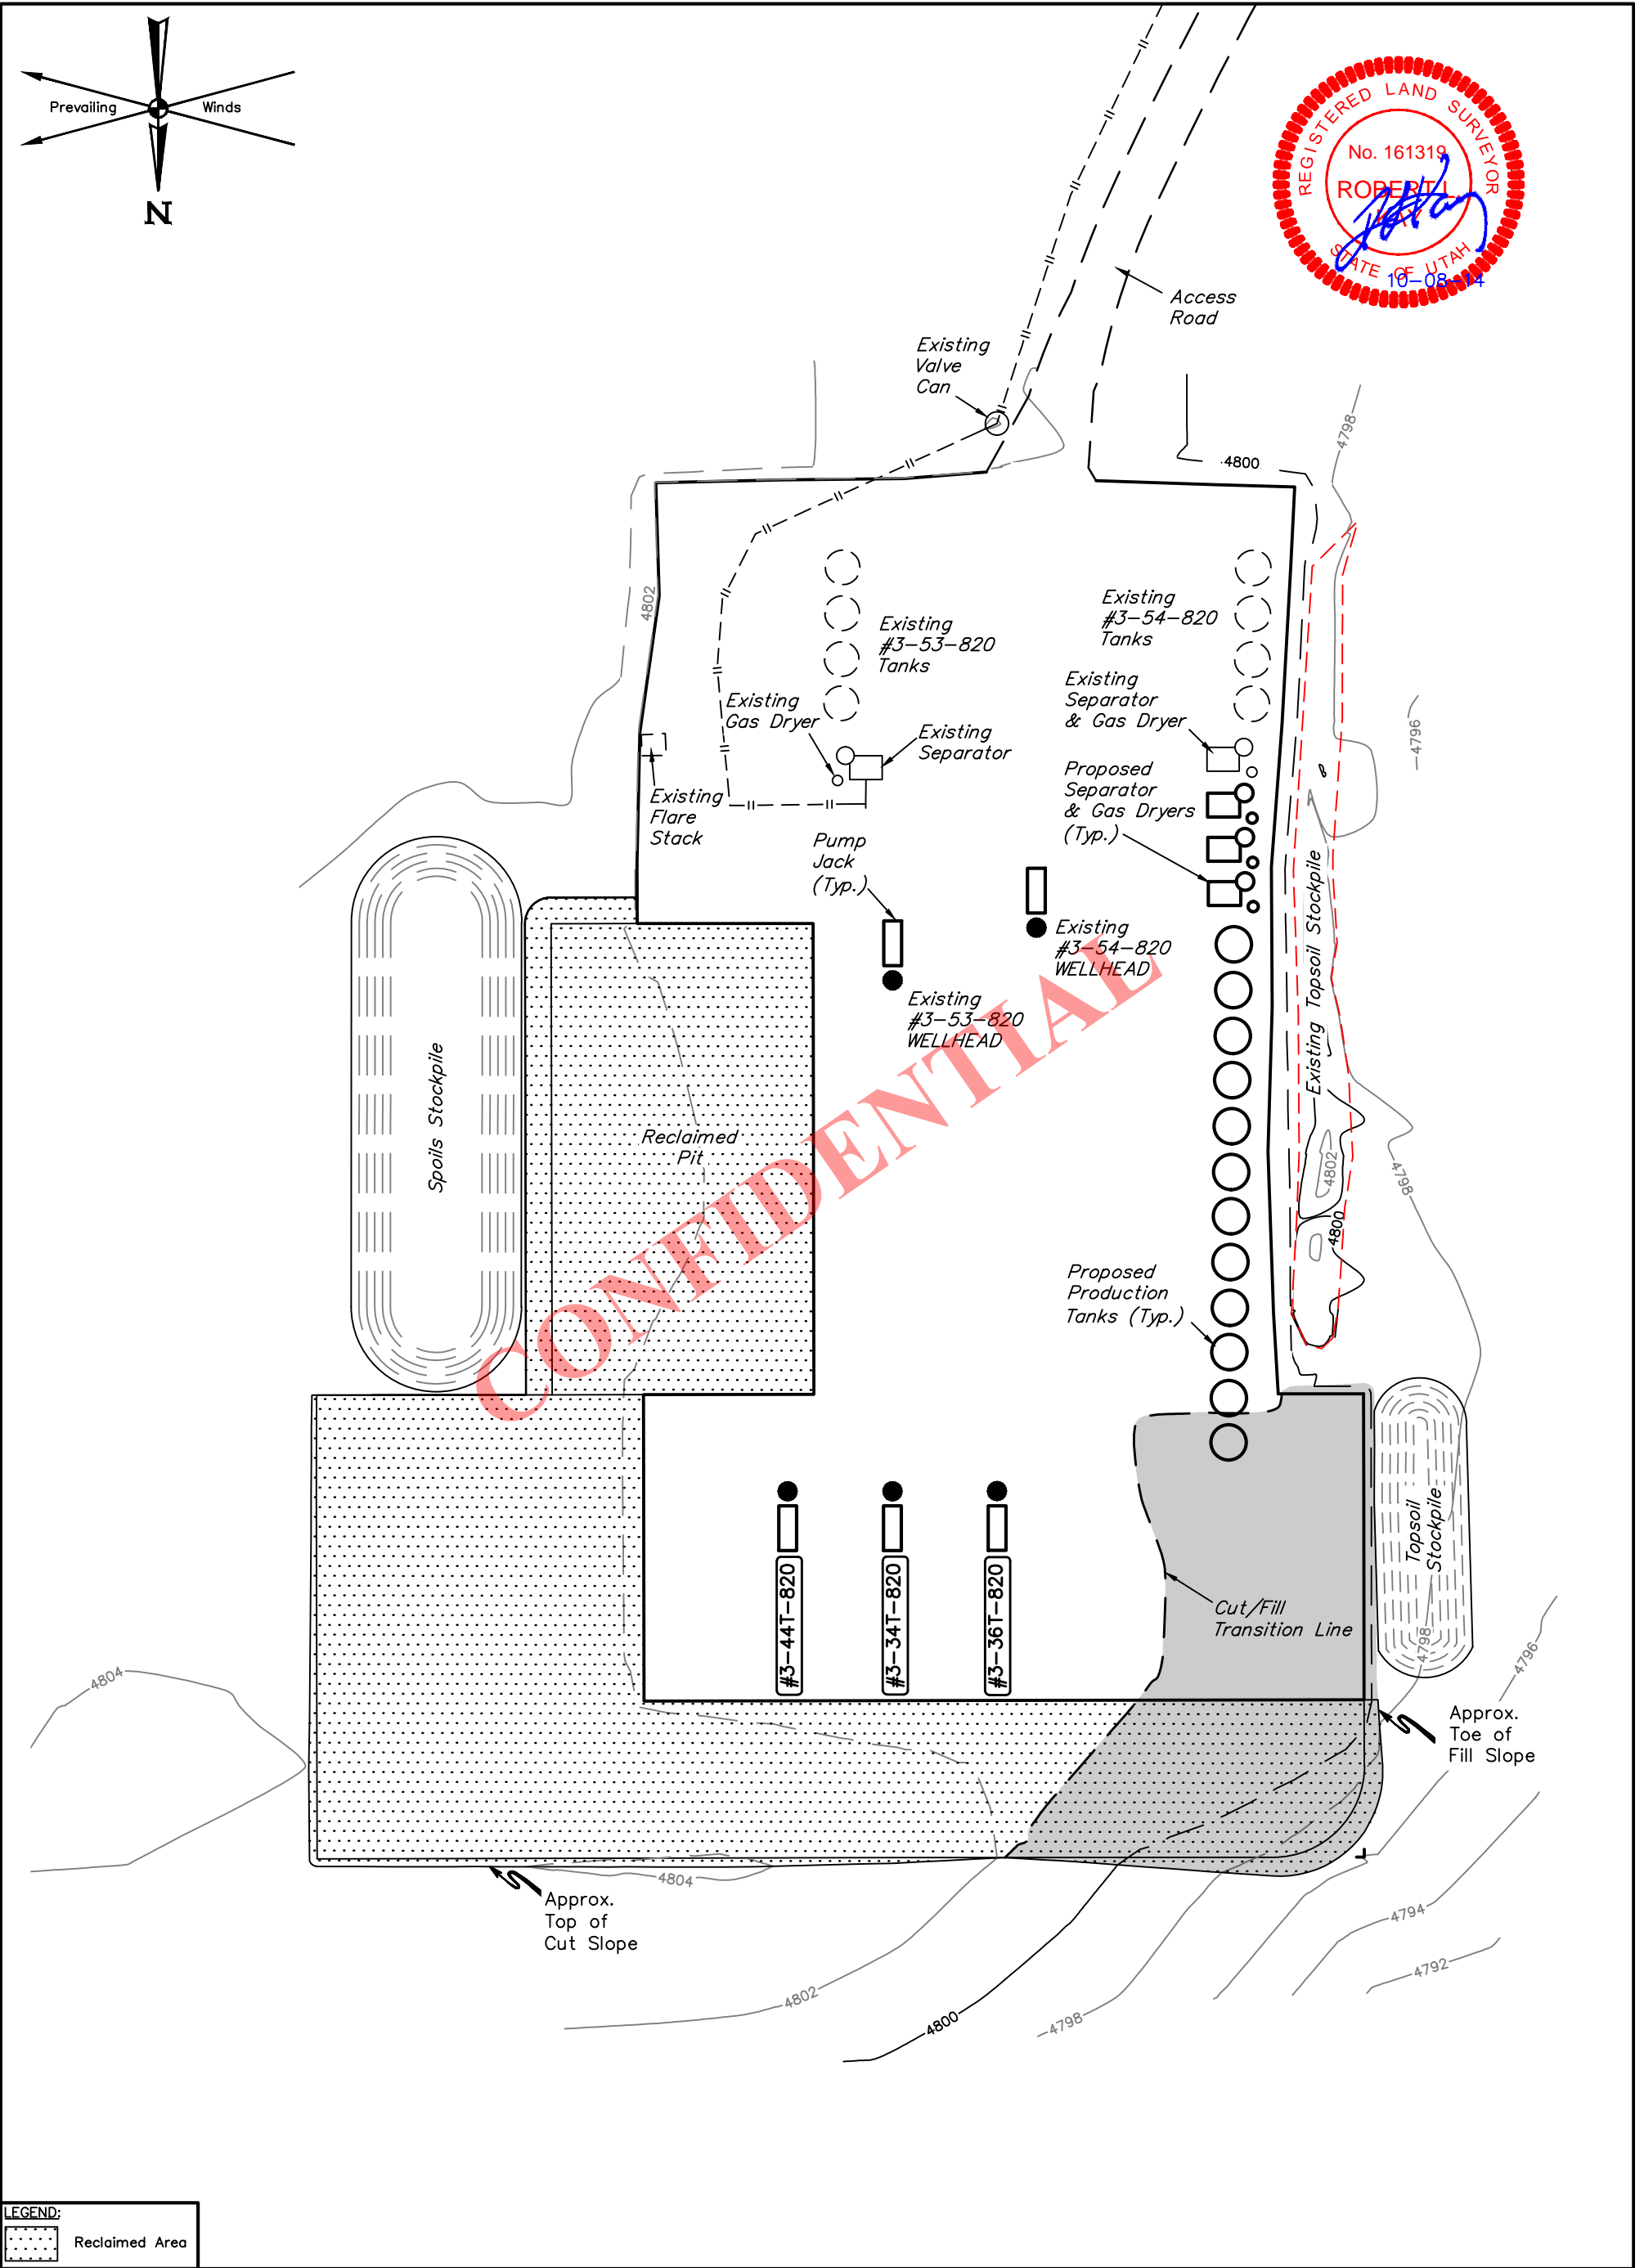 Prevailing Winds
N
REGISTERED LAND SURVEYOR
No. 161319
ROBERT L.
KAY
STATE OF UTAH
10-08-14
Access
Road
Existing
Valve
Can
4798
4800
4802
Existing
#3-53-820
Tanks
Existing
#3-54-820
Tanks
Existing
Separator
& Gas Dryer
Existing
Gas Dryer
Existing
Separator
4796
Proposed
Separator
& Gas Dryers
(Typ.)
Existing
Flare
Stack
Pump
Jack
(Typ.)
Existing Topsoil Stockpile
Existing
#3-54-820
WELLHEAD
Existing
#3-53-820
WELLHEAD
Spoils Stockpile
Reclaimed
Pit
CONFIDENTIAL
4802
4798
4800
Proposed
Production
Tanks (Typ.)
Topsoil
Stockpile
#3-44T-820
#3-34T-820
#3-36T-820
Cut/Fill
Transition Line
4798
4796
4804
Approx.
Toe of
Fill Slope
4804
Approx.
Top of
Cut Slope
4794
4792
4802
4800
4798
LEGEND:
Reclaimed Area